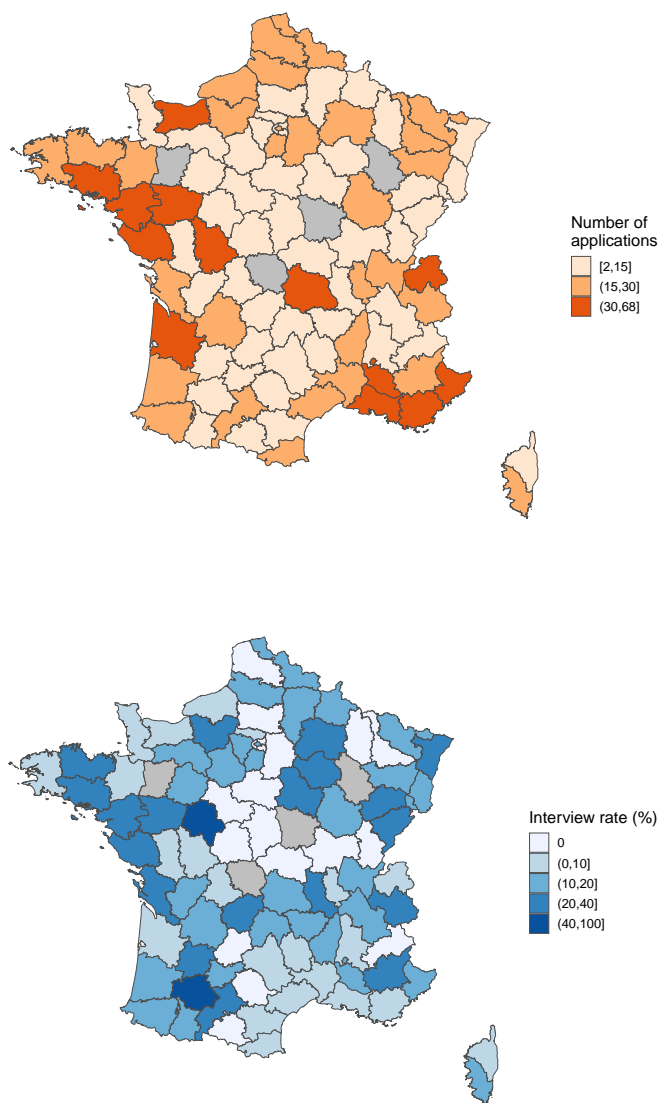 Number of
applications
[2,15]
(15,30]
(30,68]
Interview rate (%)
0
(0,10]
(10,20]
(20,40]
(40,100]